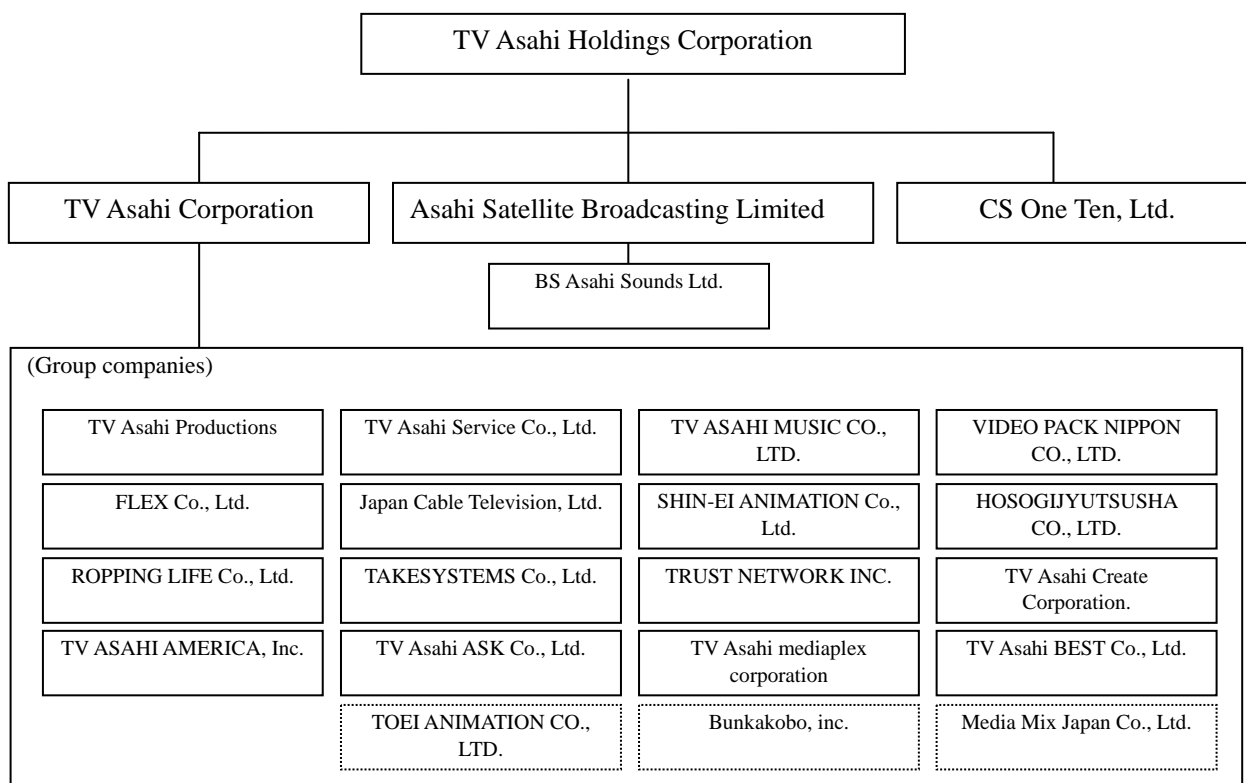 TV Asahi Holdings Corporation
TV Asahi Corporation
Asahi Satellite Broadcasting Limited
CS One Ten, Ltd.
BS Asahi Sounds Ltd.
(Group companies)
TV Asahi Productions
TV Asahi Service Co., Ltd.
TV ASAHI MUSIC CO.,
LTD.
VIDEO PACK NIPPON
CO., LTD.
FLEX Co., Ltd.
Japan Cable Television, Ltd.
SHIN-EI ANIMATION Co.,
Ltd.
HOSOGIJYUTSUSHA
CO., LTD.
ROPPING LIFE Co., Ltd.
TAKESYSTEMS Co., Ltd.
TRUST NETWORK INC.
TV Asahi Create
Corporation.
TV ASAHI AMERICA, Inc.
TV Asahi ASK Co., Ltd.
TV Asahi mediaplex
corporation
TV Asahi BEST Co., Ltd.
TOEI ANIMATION CO.,
LTD.
Bunkakobo, inc.
Media Mix Japan Co., Ltd.